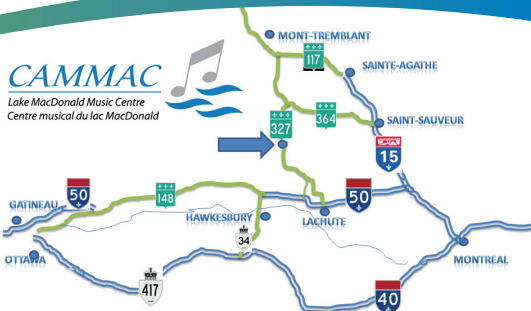 CAMMAC
Lake MacDonald Music Centre
Centre musical du lac MacDonald
MONT-TREMBLANT
117
SAINTE-AGATHE
327
364
SAINT-SAUVEUR
15
50
148
50
GATINEAU
HAWKESBURY
LACHUTE
34
OTTAWA
MONTREAL
417
40